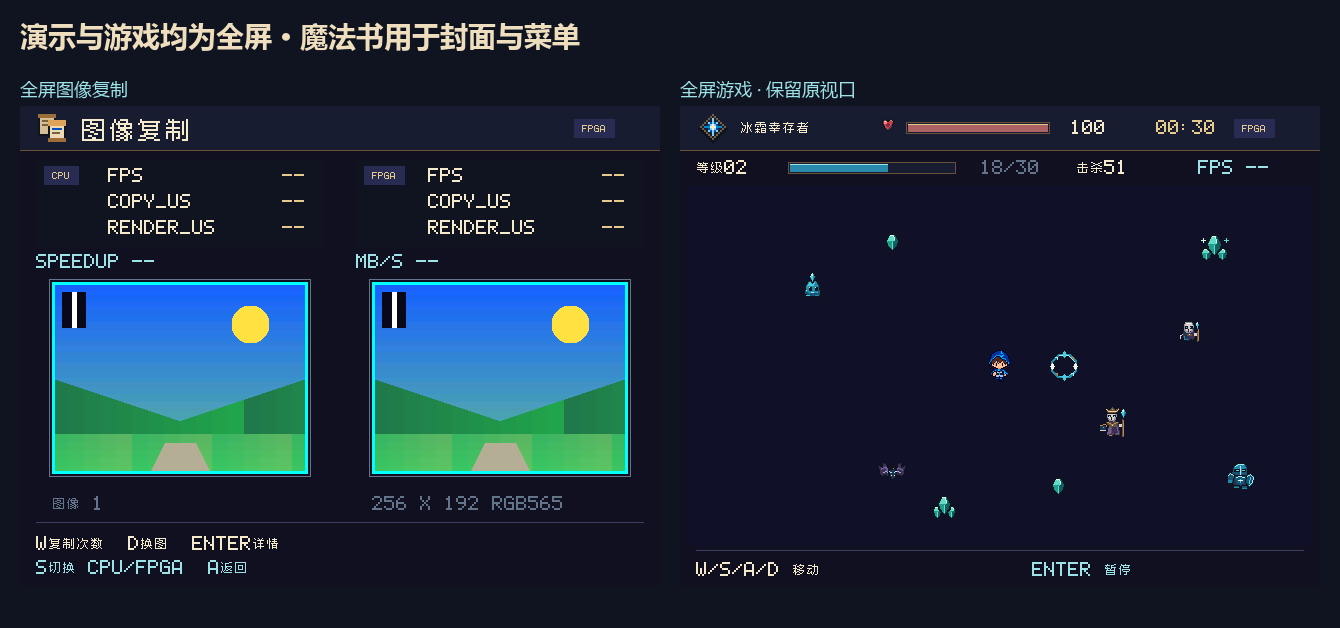 演示与游戏均为全屏·魔法书用于封面与菜单
全屏图像复制
图像复制
FPGA
CPU
FPS --
COPY_US --
RENDER_US --
FPGA
FPS --
COPY_US --
RENDER_US --
SPEEDUP --
MB/S --
图像 1
256 X 192 RGB565
W复制次数 D换图 ENTER详情
S切换 CPU/FPGA A返回
全屏游戏·保留原视口
冰霜幸存者
100
00:30
FPGA
等级02
18/30
击杀51
FPS --
W/S/A/D 移动
ENTER 暂停